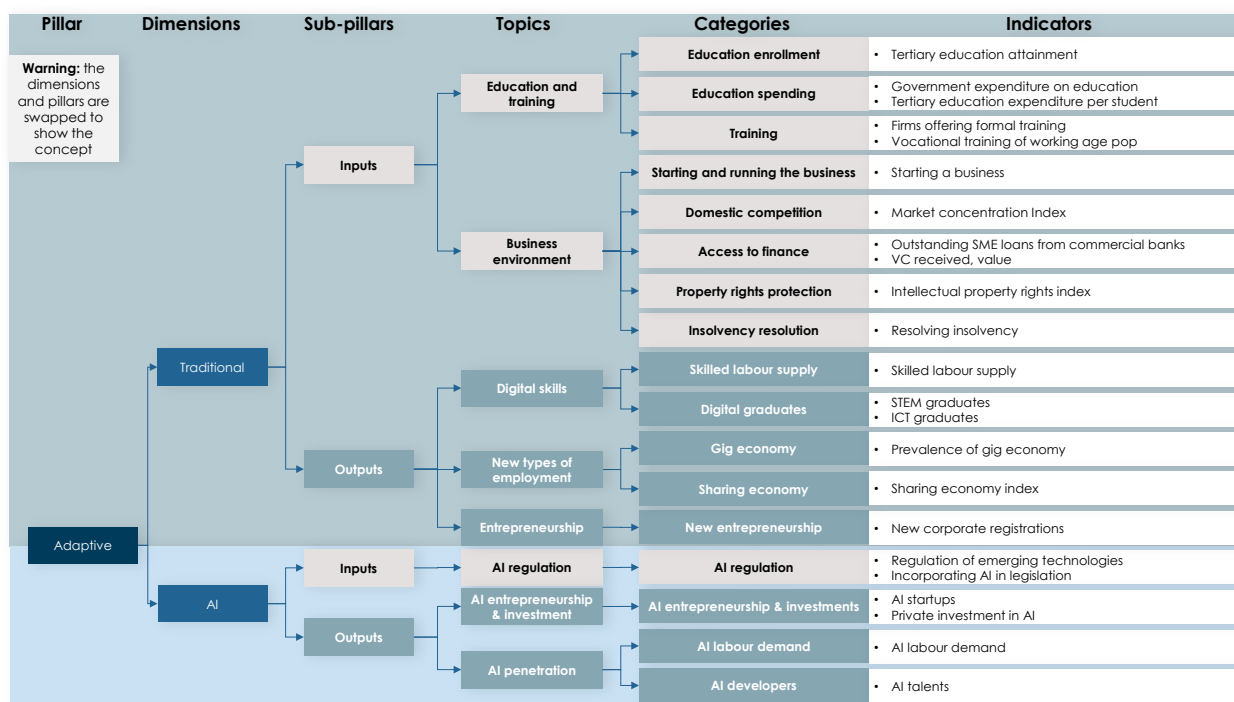 Pillar
Dimensions
Sub-pillars
Topics
Categories
Indicators
Warning: the
dimensions
and pillars are
swapped to
show the
concept
Adaptive
Traditional
Inputs
Education and
training
Education enrollment
• Tertiary education attainment
Education spending
• Government expenditure on education
• Tertiary education expenditure per student
Training
• Firms offering formal training
• Vocational training of working age pop
Business
environment
Starting and running the business
• Starting a business
Domestic competition
• Market concentration Index
Access to finance
• Outstanding SME loans from commercial banks
• VC received, value
Property rights protection
• Intellectual property rights index
Insolvency resolution
• Resolving insolvency
Outputs
Digital skills
Skilled labour supply
• Skilled labour supply
Digital graduates
• STEM graduates
• ICT graduates
New types of
employment
Gig economy
• Prevalence of gig economy
Sharing economy
• Sharing economy index
Entrepreneurship
New entrepreneurship
• New corporate registrations
AI
Inputs
AI regulation
AI regulation
• Regulation of emerging technologies
• Incorporating AI in legislation
Outputs
AI entrepreneurship
& investment
AI entrepreneurship & investments
• AI startups
• Private investment in AI
AI penetration
AI labour demand
• AI labour demand
AI developers
• AI talents